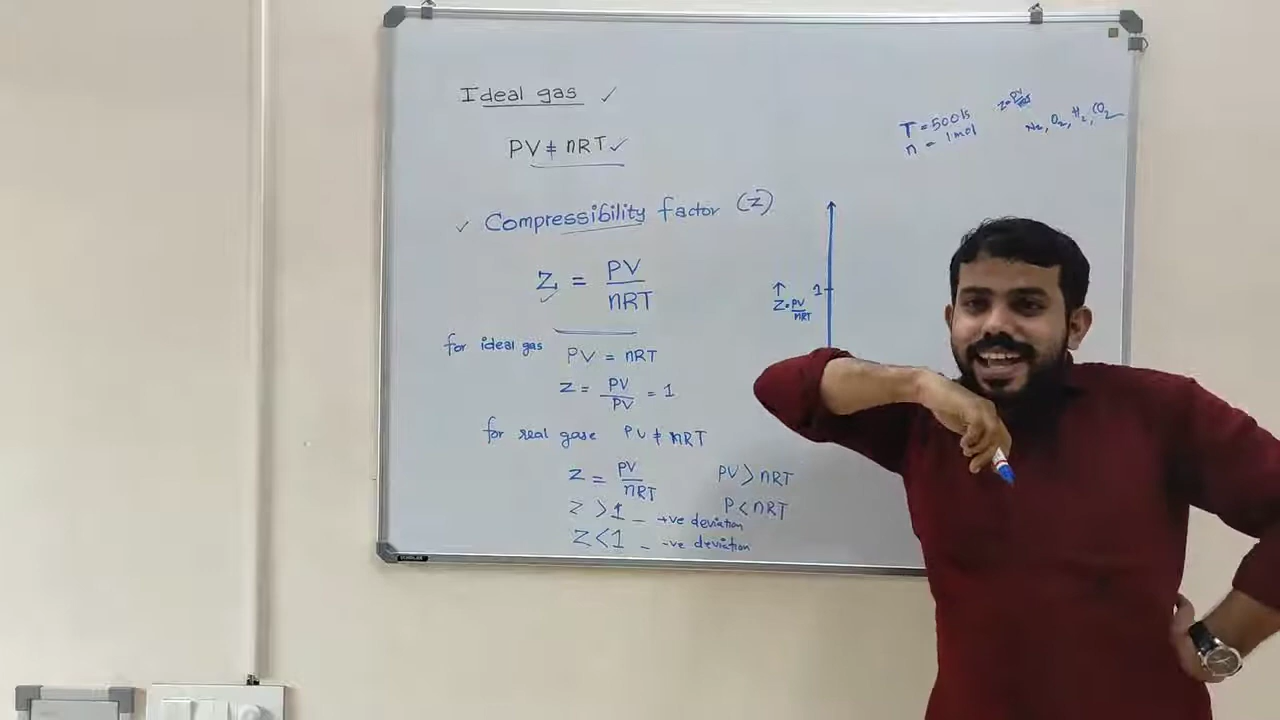 Ideal gas ✓
PV ≠ nRT ✓
✓ Compressibility factor (Z)
Z = PV/nRT
for ideal gas PV = nRT
Z = PV/PV = 1
for real gase PV ≠ nRT
Z = PV/nRT PV > nRT
Z > 1 – +ve deviation P < nRT
Z < 1 – -ve deviation
T = 500K
n = 1mol
Z = PV/nRT
N2, O2, H2, CO2
1
↑
Z = PV/nRT